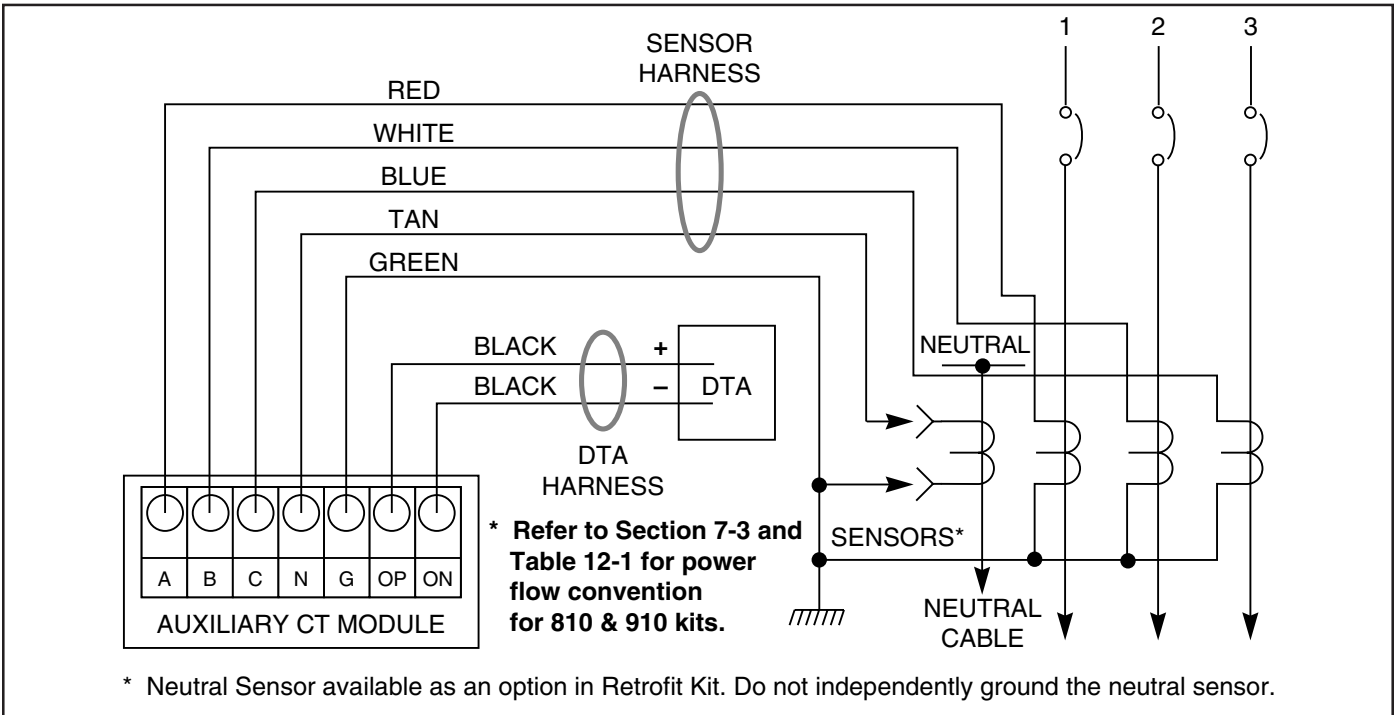 1 2 3
SENSOR
HARNESS
RED
WHITE
BLUE
TAN
GREEN
BLACK +
BLACK –
DTA
NEUTRAL
DTA
HARNESS
* Refer to Section 7-3 and
Table 12-1 for power
flow convention
for 810 & 910 kits.
SENSORS*
A B C N G OP ON
AUXILIARY CT MODULE
NEUTRAL
CABLE
* Neutral Sensor available as an option in Retrofit Kit. Do not independently ground the neutral sensor.